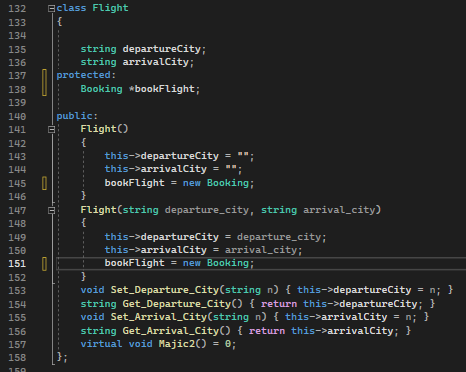 132 class Flight
133 {
134
135 string departureCity;
136 string arrivalCity;
137 protected:
138 Booking *bookFlight;
139
140 public:
141 Flight()
142 {
143 this->departureCity = "";
144 this->arrivalCity = "";
145 bookFlight = new Booking;
146 }
147 Flight(string departure_city, string arrival_city)
148 {
149 this->departureCity = departure_city;
150 this->arrivalCity = arrival_city;
151 bookFlight = new Booking;
152 }
153 void Set_Departure_City(string n) { this->departureCity = n; }
154 string Get_Departure_City() { return this->departureCity; }
155 void Set_Arrival_City(string n) { this->arrivalCity = n; }
156 string Get_Arrival_City() { return this->arrivalCity; }
157 virtual void Majic2() = 0;
158 };